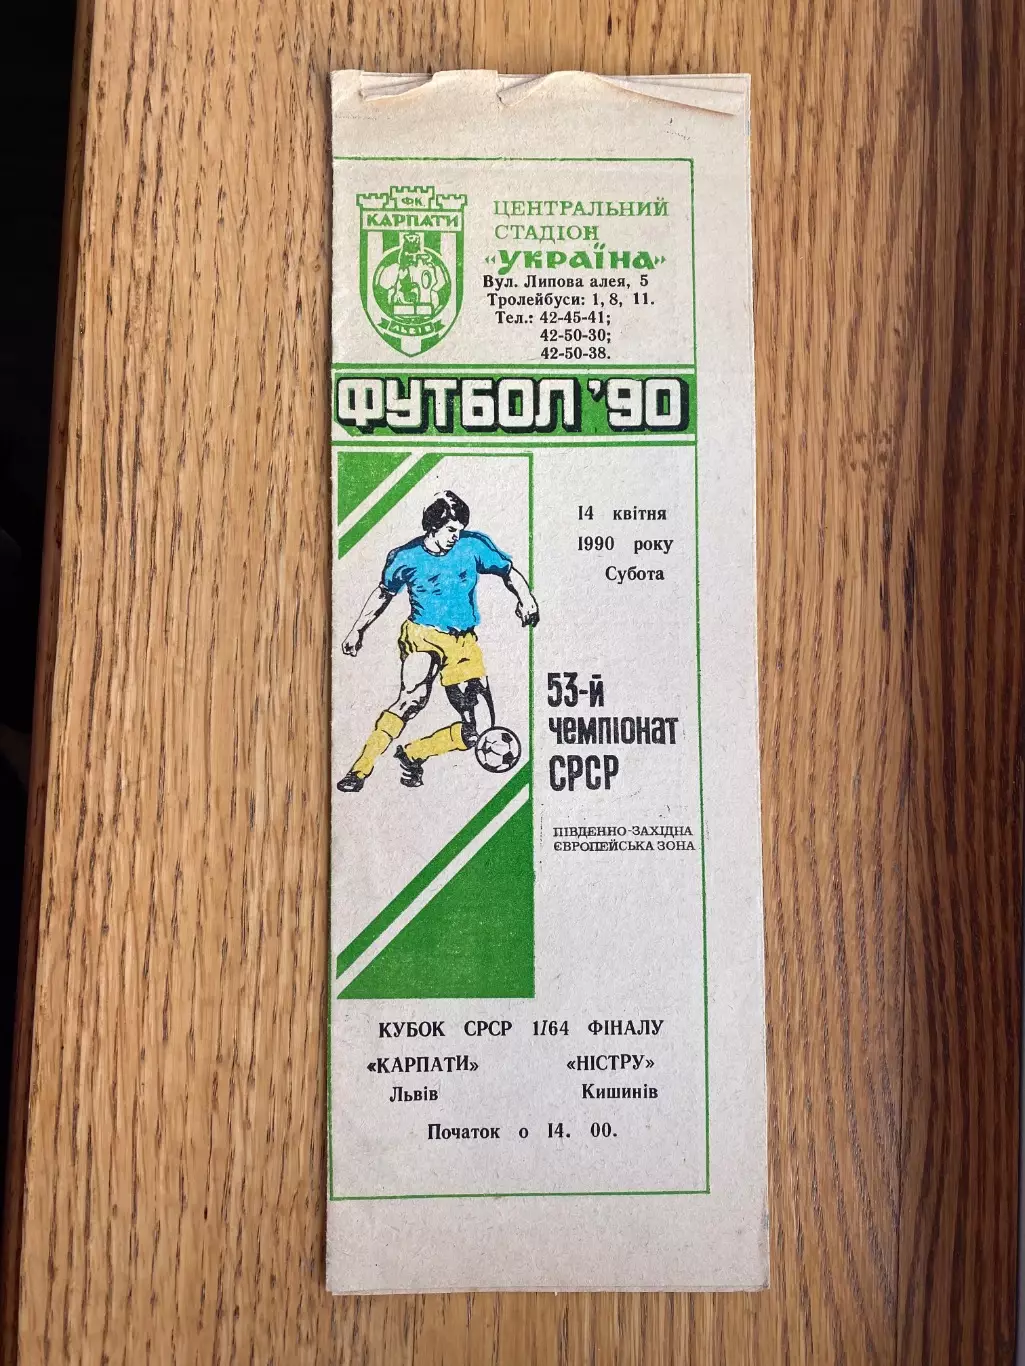 ФК
КАРПАТИ
ЛЬВІВ
ЦЕНТРАЛЬНИЙ
СТАДІОН
«УКРАЇНА»
Вул. Липова алея, 5
Тролейбуси: 1, 8, 11.
Тел.: 42-45-41;
42-50-30;
42-50-38.
ФУТБОЛ '90
14 квітня
1990 року
Субота
53-й
чемпіонат
СРСР
ПІВДЕННО-ЗАХІДНА
ЄВРОПЕЙСЬКА ЗОНА
КУБОК СРСР 1/64 ФІНАЛУ
«КАРПАТИ» «НІСТРУ»
Львів Кишинів
Початок о 14. 00.